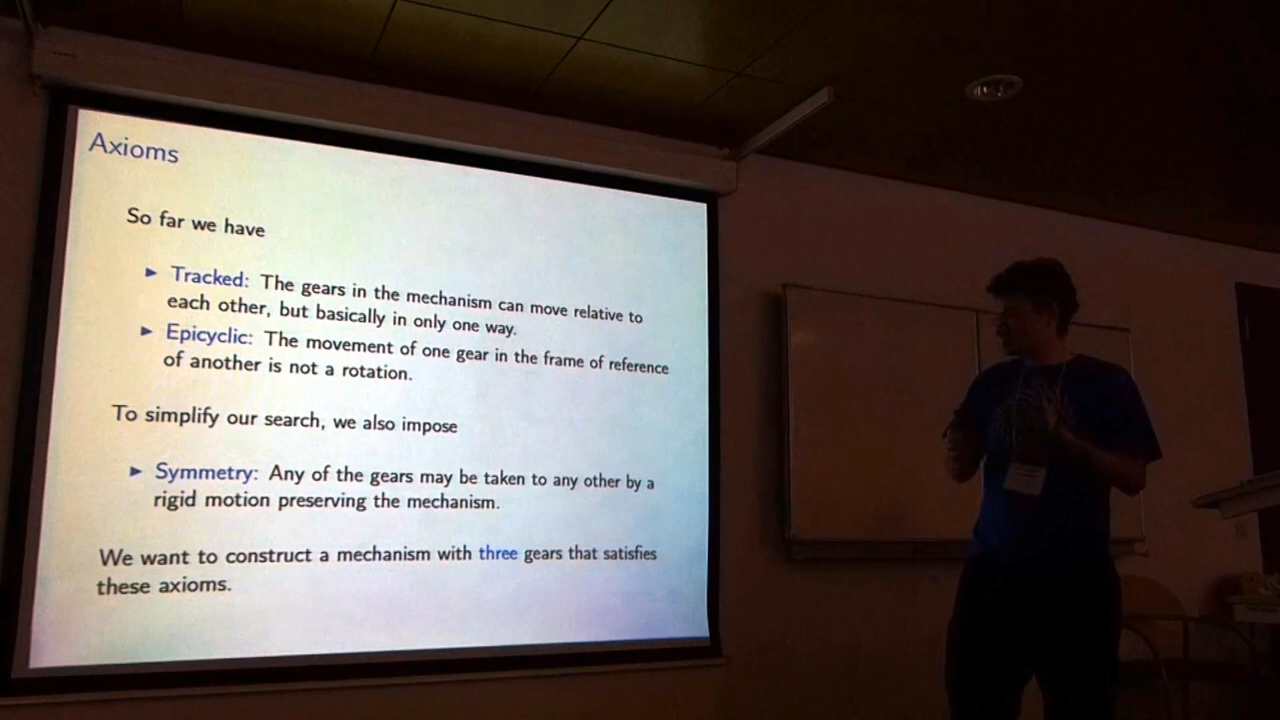 Axioms
So far we have
▶ Tracked: The gears in the mechanism can move relative to
each other, but basically in only one way.
▶ Epicyclic: The movement of one gear in the frame of reference
of another is not a rotation.
To simplify our search, we also impose
▶ Symmetry: Any of the gears may be taken to any other by a
rigid motion preserving the mechanism.
We want to construct a mechanism with three gears that satisfies
these axioms.